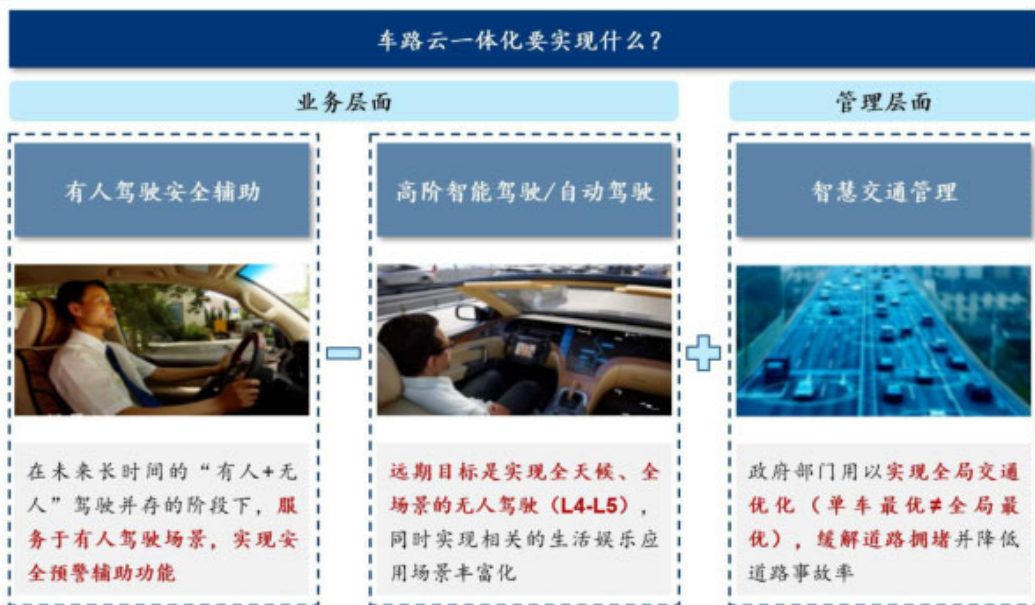 车路云一体化要实现什么？
业务层面
管理层面
有人驾驶安全辅助
高阶智能驾驶/自动驾驶
智慧交通管理
在未来长时间的“有人+无
人”驾驶并存的阶段下，服
务于有人驾驶场景，实现安
全预警辅助功能
远期目标是实现全天候、全
场景的无人驾驶（L4-L5），
同时实现相关的生活娱乐应
用场景丰富化
政府部门用以实现全局交通
优化（单车最优≠全局最
优），缓解道路拥堵并降低
道路事故率